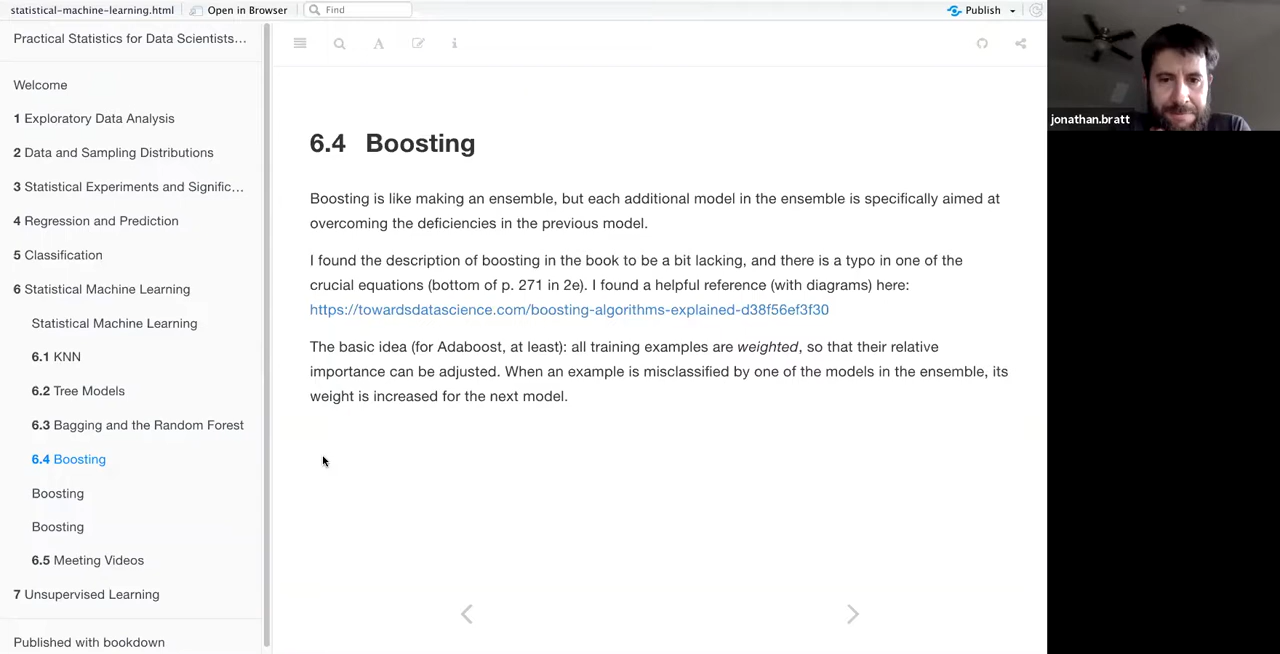 statistical-machine-learning.html
Open in Browser
Find
Publish
Practical Statistics for Data Scientists...
Welcome
1 Exploratory Data Analysis
2 Data and Sampling Distributions
3 Statistical Experiments and Signific...
4 Regression and Prediction
5 Classification
6 Statistical Machine Learning
Statistical Machine Learning
6.1 KNN
6.2 Tree Models
6.3 Bagging and the Random Forest
6.4 Boosting
Boosting
Boosting
6.5 Meeting Videos
7 Unsupervised Learning
Published with bookdown
6.4 Boosting
Boosting is like making an ensemble, but each additional model in the ensemble is specifically aimed at
overcoming the deficiencies in the previous model.
I found the description of boosting in the book to be a bit lacking, and there is a typo in one of the
crucial equations (bottom of p. 271 in 2e). I found a helpful reference (with diagrams) here:
https://towardsdatascience.com/boosting-algorithms-explained-d38f56ef3f30
The basic idea (for Adaboost, at least): all training examples are weighted, so that their relative
importance can be adjusted. When an example is misclassified by one of the models in the ensemble, its
weight is increased for the next model.
jonathan.bratt